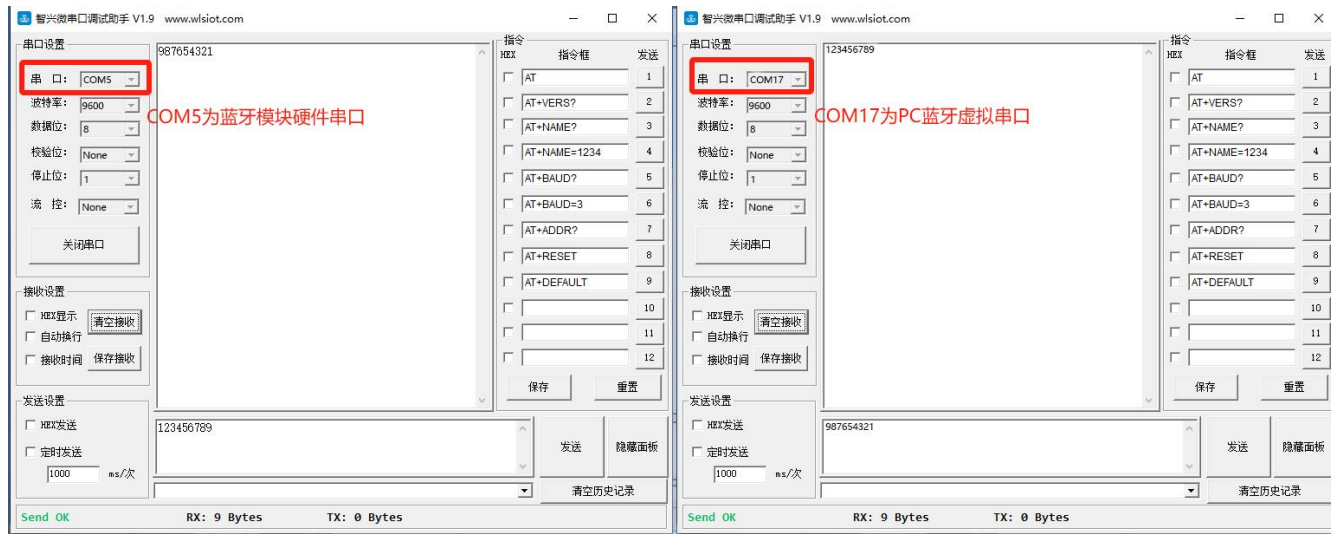 智兴微串口调试助手 V1.9 www.wlsiot.com
串口设置
串 口: COM5
波特率: 9600
数据位: 8
校验位: None
停止位: 1
流 控: None
关闭串口
接收设置
HEX显示
清空接收
自动换行
接收时间
保存接收
发送设置
HEX发送
定时发送
1000 ms/次
987654321
COM5为蓝牙模块硬件串口
123456789
指令
HEX 指令框 发送
AT 1
AT+VERS? 2
AT+NAME? 3
AT+NAME=1234 4
AT+BAUD? 5
AT+BAUD=3 6
AT+ADDR? 7
AT+RESET 8
AT+DEFAULT 9
10
11
12
保存 重置
发送 隐藏面板
清空历史记录
Send OK RX: 9 Bytes TX: 0 Bytes
智兴微串口调试助手 V1.9 www.wlsiot.com
串口设置
串 口: COM17
波特率: 9600
数据位: 8
校验位: None
停止位: 1
流 控: None
关闭串口
接收设置
HEX显示
清空接收
自动换行
接收时间
保存接收
发送设置
HEX发送
定时发送
1000 ms/次
123456789
COM17为PC蓝牙虚拟串口
987654321
指令
HEX 指令框 发送
AT 1
AT+VERS? 2
AT+NAME? 3
AT+NAME=1234 4
AT+BAUD? 5
AT+BAUD=3 6
AT+ADDR? 7
AT+RESET 8
AT+DEFAULT 9
10
11
12
保存 重置
发送 隐藏面板
清空历史记录
Send OK RX: 9 Bytes TX: 0 Bytes